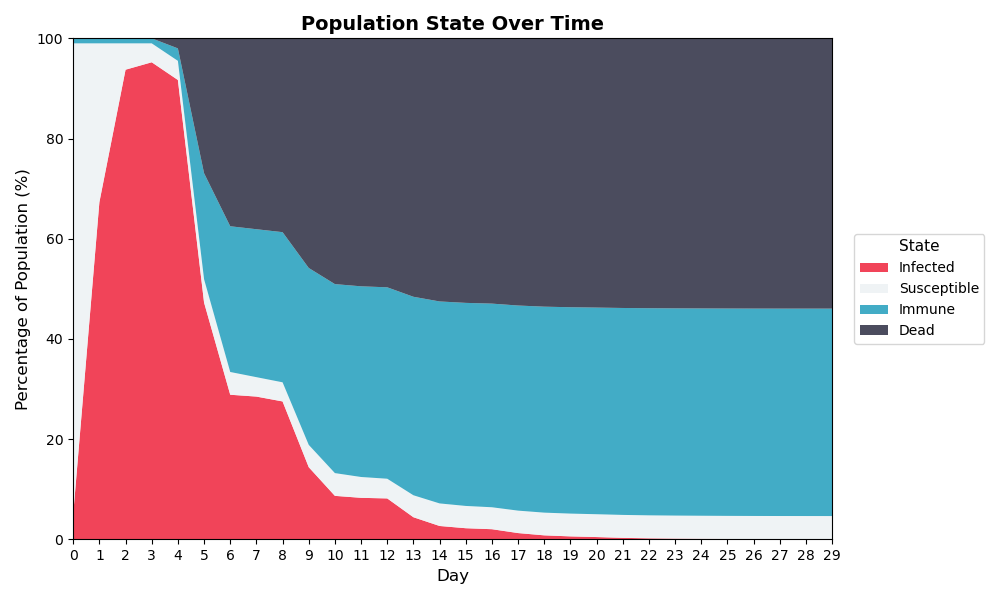 Population State Over Time
Percentage of Population (%)
100
80
60
40
20
0
0 1 2 3 4 5 6 7 8 9 10 11 12 13 14 15 16 17 18 19 20 21 22 23 24 25 26 27 28 29
Day
State
Infected
Susceptible
Immune
Dead